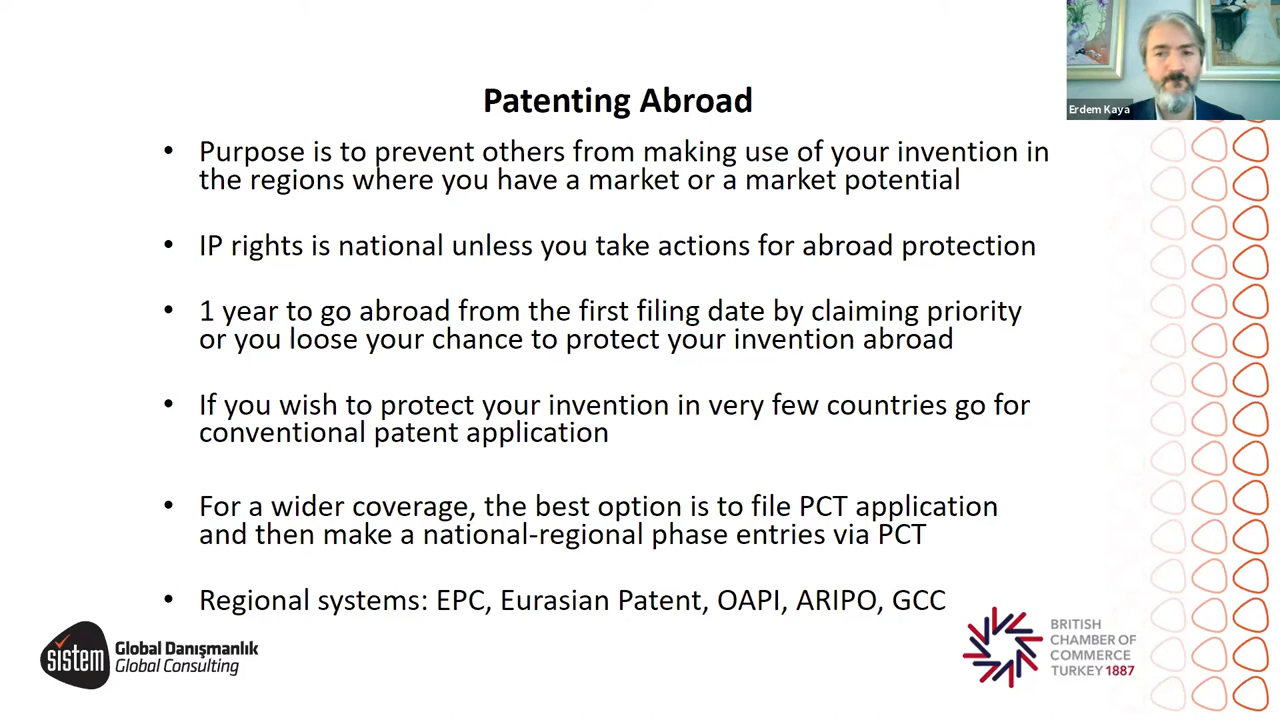 Erdem Kaya
Patenting Abroad
• Purpose is to prevent others from making use of your invention in
the regions where you have a market or a market potential
• IP rights is national unless you take actions for abroad protection
• 1 year to go abroad from the first filing date by claiming priority
or you loose your chance to protect your invention abroad
• If you wish to protect your invention in very few countries go for
conventional patent application
• For a wider coverage, the best option is to file PCT application
and then make a national-regional phase entries via PCT
• Regional systems: EPC, Eurasian Patent, OAPI, ARIPO, GCC
sistem
Global Danışmanlık
Global Consulting
BRITISH
CHAMBER OF
COMMERCE
TURKEY 1887